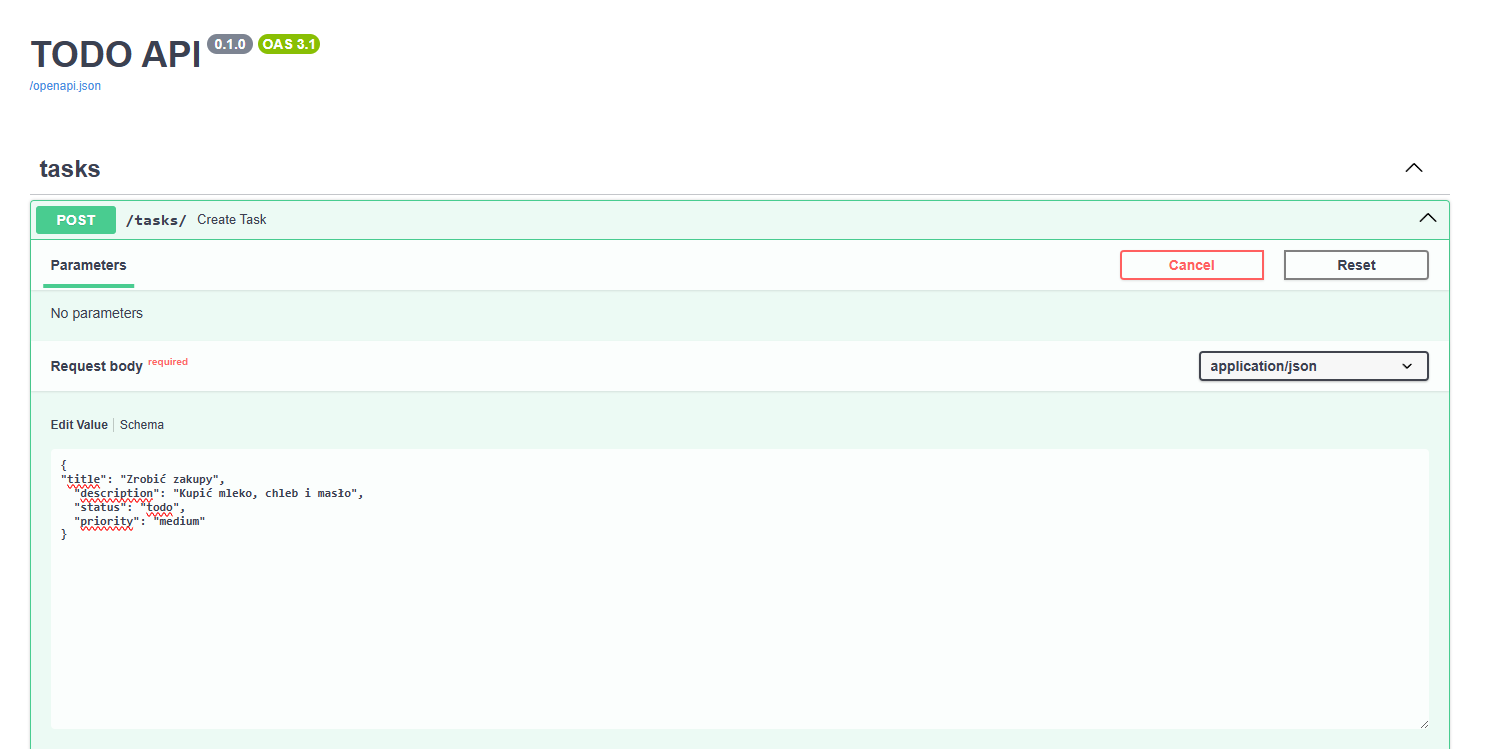 TODO API 0.1.0 OAS 3.1
/openapi.json
tasks
POST /tasks/ Create Task
Parameters Cancel Reset
No parameters
Request body required application/json
Edit Value Schema
{
"title": "Zrobić zakupy",
  "description": "Kupić mleko, chleb i masło",
  "status": "todo",
  "priority": "medium"
}